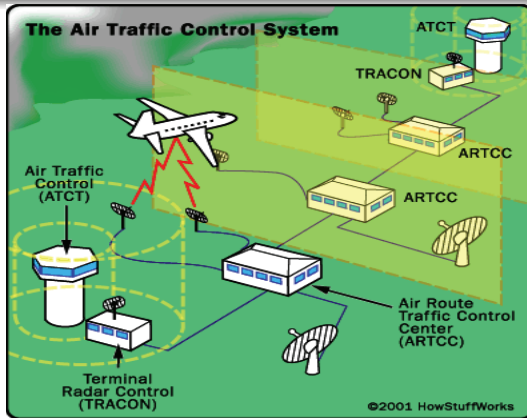 The Air Traffic Control System
ATCT
TRACON
ARTCC
ARTCC
Air Traffic
Control
(ATCT)
Air Route
Traffic Control
Center
(ARTCC)
Terminal
Radar Control
(TRACON)
©2001 HowStuffWorks